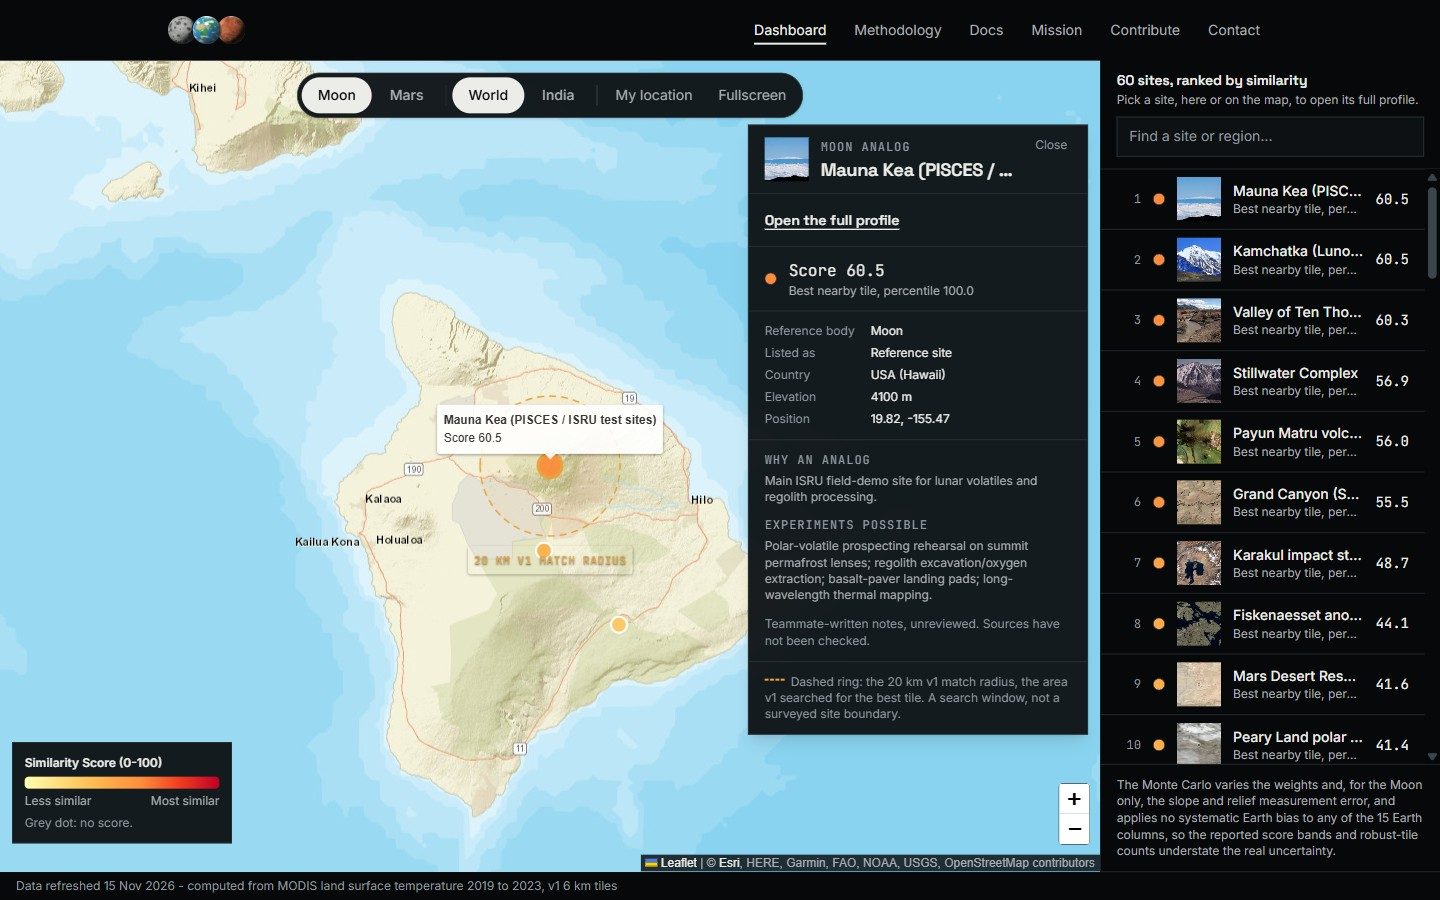 Dashboard
Methodology
Docs
Mission
Contribute
Contact
Moon
Mars
World
India
My location
Fullscreen
Kihei
19
Mauna Kea (PISCES / ISRU test sites)
Score 60.5
190
Kalaoa
Hilo
200
Kailua Kona
Holualoa
20 KM V1 MATCH RADIUS
11
MOON ANALOG
Close
Mauna Kea (PISCES / ...
Open the full profile
Score 60.5
Best nearby tile, percentile 100.0
Reference body Moon
Listed as Reference site
Country USA (Hawaii)
Elevation 4100 m
Position 19.82, -155.47
WHY AN ANALOG
Main ISRU field-demo site for lunar volatiles and
regolith processing.
EXPERIMENTS POSSIBLE
Polar-volatile prospecting rehearsal on summit
permafrost lenses; regolith excavation/oxygen
extraction; basalt-paver landing pads; long-
wavelength thermal mapping.
Teammate-written notes, unreviewed. Sources have
not been checked.
Dashed ring: the 20 km v1 match radius, the area
v1 searched for the best tile. A search window, not a
surveyed site boundary.
Similarity Score (0-100)
Less similar Most similar
Grey dot: no score.
+
−
Leaflet | © Esri, HERE, Garmin, FAO, NOAA, USGS, OpenStreetMap contributors
60 sites, ranked by similarity
Pick a site, here or on the map, to open its full profile.
Find a site or region...
1 Mauna Kea (PISC... 60.5
Best nearby tile, per...
2 Kamchatka (Luno... 60.5
Best nearby tile, per...
3 Valley of Ten Tho... 60.3
Best nearby tile, per...
4 Stillwater Complex 56.9
Best nearby tile, per...
5 Payun Matru volc... 56.0
Best nearby tile, per...
6 Grand Canyon (S... 55.5
Best nearby tile, per...
7 Karakul impact st... 48.7
Best nearby tile, per...
8 Fiskenaesset ano... 44.1
Best nearby tile, per...
9 Mars Desert Res... 41.6
Best nearby tile, per...
10 Peary Land polar ... 41.4
Best nearby tile, per...
The Monte Carlo varies the weights and, for the Moon
only, the slope and relief measurement error, and
applies no systematic Earth bias to any of the 15 Earth
columns, so the reported score bands and robust-tile
counts understate the real uncertainty.
Data refreshed 15 Nov 2026 - computed from MODIS land surface temperature 2019 to 2023, v1 6 km tiles